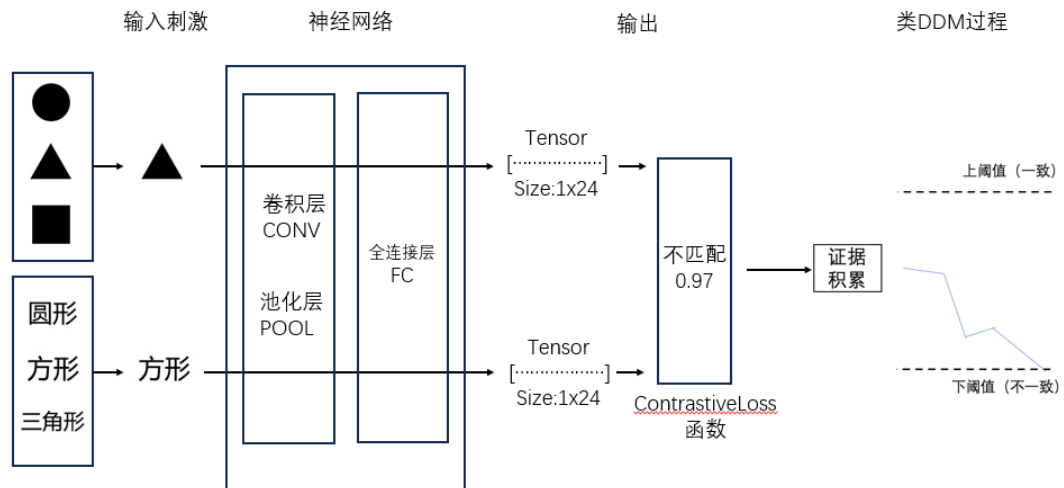 输入刺激
神经网络
输出
类DDM过程
圆形
方形
三角形
方形
卷积层
CONV
池化层
POOL
全连接层
FC
Tensor
[..................]
Size:1x24
Tensor
[..................]
Size:1x24
不匹配
0.97
ContrastiveLoss
函数
证据
积累
上阈值（一致）
下阈值（不一致）